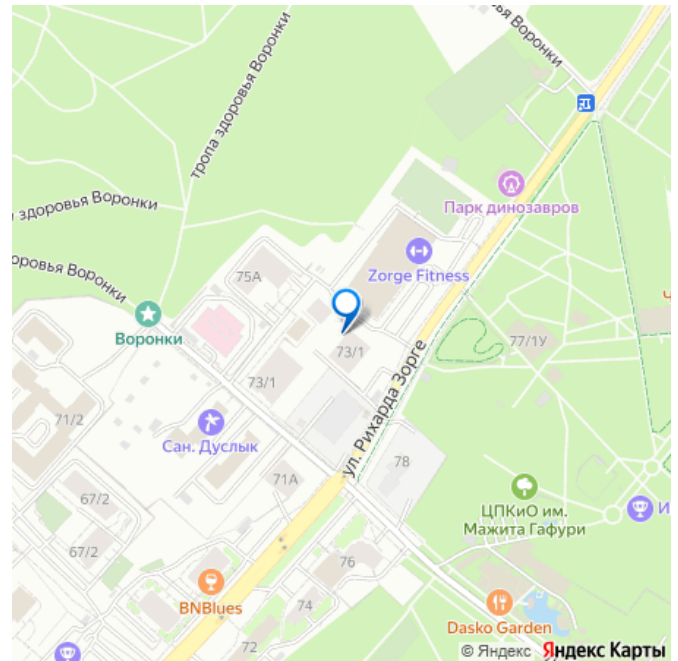 ья Воронки
тропа здоровья Воронки
Парк динозавров
здоровья Воронки
Zorge Fitness
75А
оровья Воронки
Воронки
73/1
77/1У
73/1
ул. Рихарда Зорге
71/2
Сан. Дуслык
78
71А
ЦПКиО им.
Мажита Гафури
И
67/2
67/2
76
BNBlues
74
Dasko Garden
72
© Яндекс Яндекс Карты